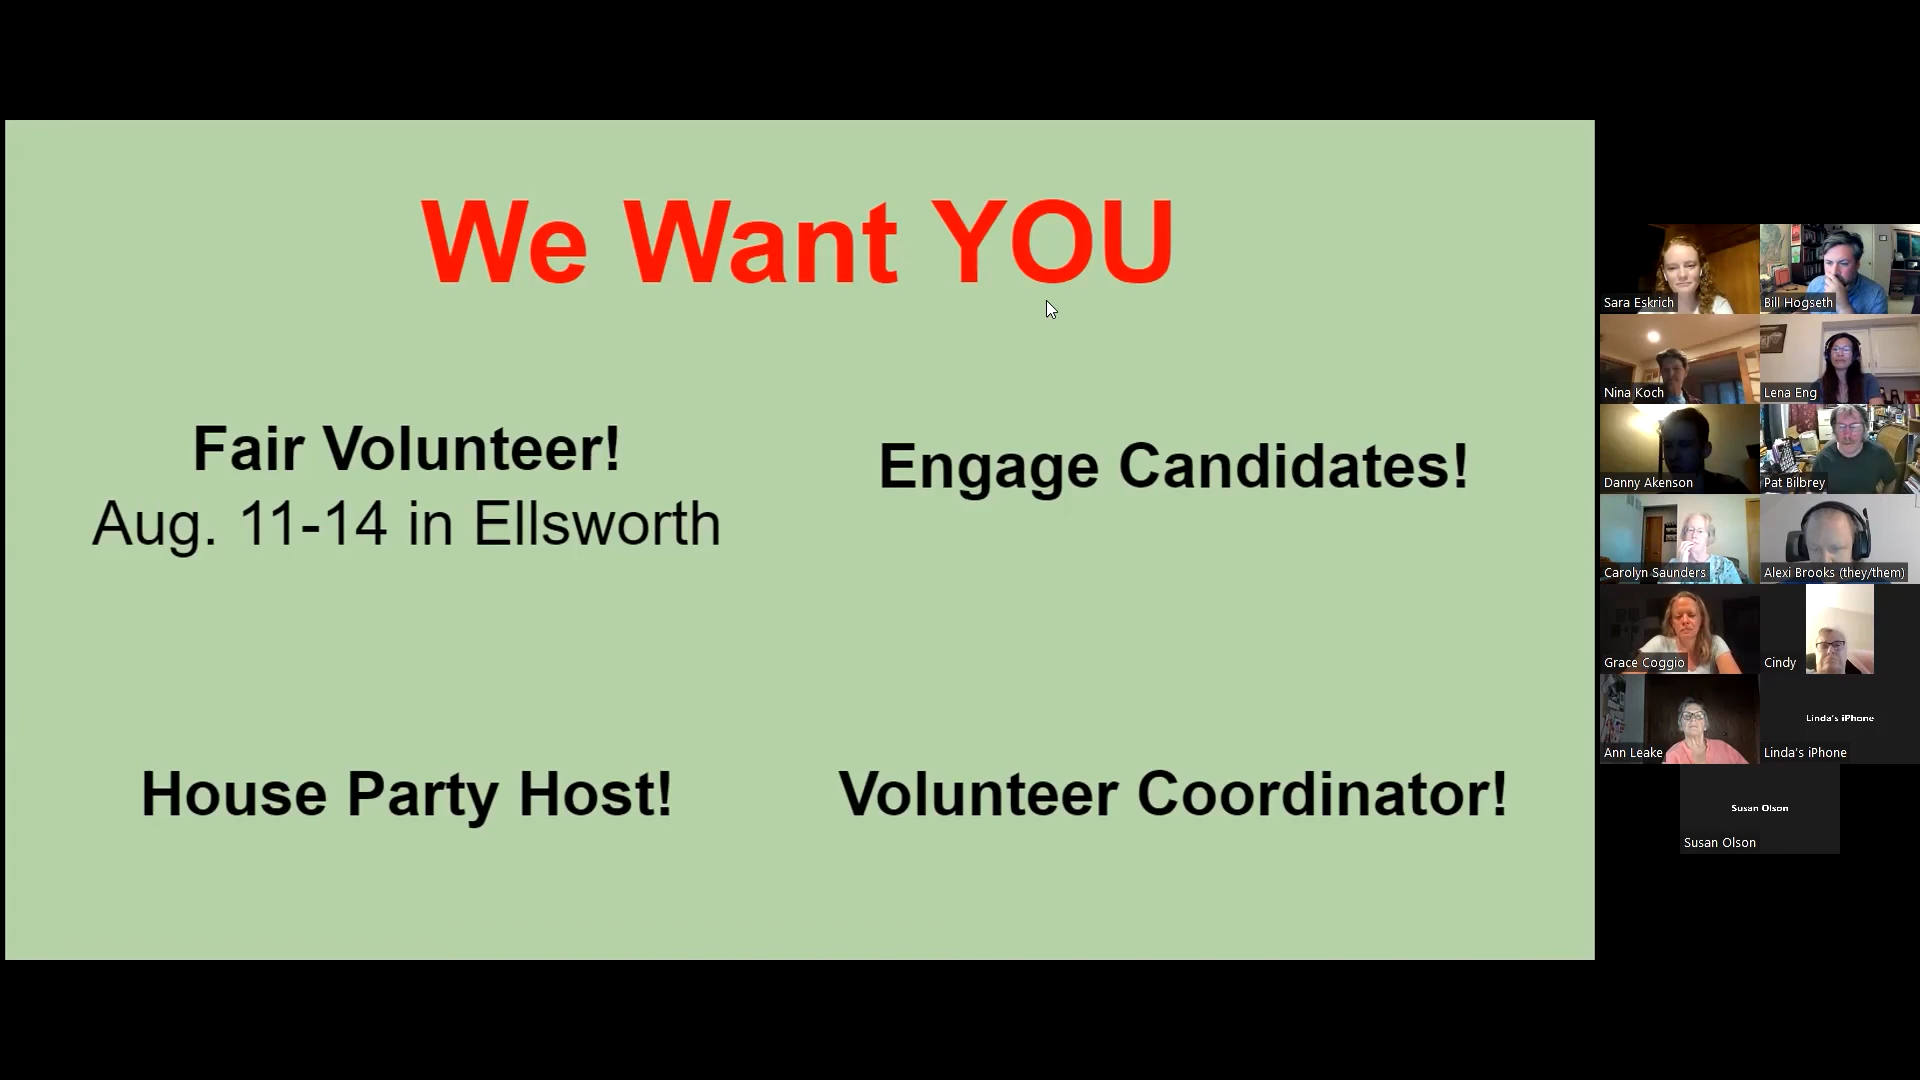 We Want YOU
Fair Volunteer!
Aug. 11-14 in Ellsworth
Engage Candidates!
House Party Host!
Volunteer Coordinator!
Sara Eskrich
Bill Hogseth
Nina Koch
Lena Eng
Danny Akenson
Pat Bilbrey
Carolyn Saunders
Alexi Brooks (they/them)
Grace Coggio
Cindy
Ann Leake
Linda's iPhone
Linda's iPhone
Susan Olson
Susan Olson